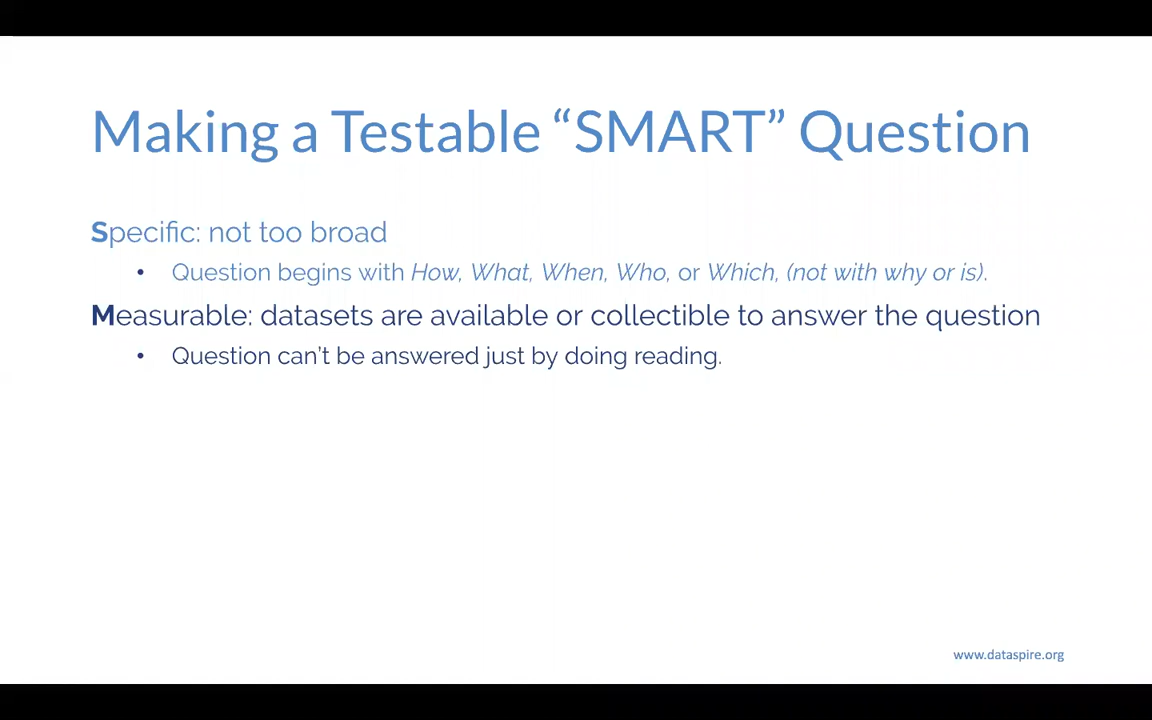 Making a Testable “SMART” Question
Specific: not too broad
• Question begins with How, What, When, Who, or Which, (not with why or is).
Measurable: datasets are available or collectible to answer the question
• Question can’t be answered just by doing reading.
www.dataspire.org